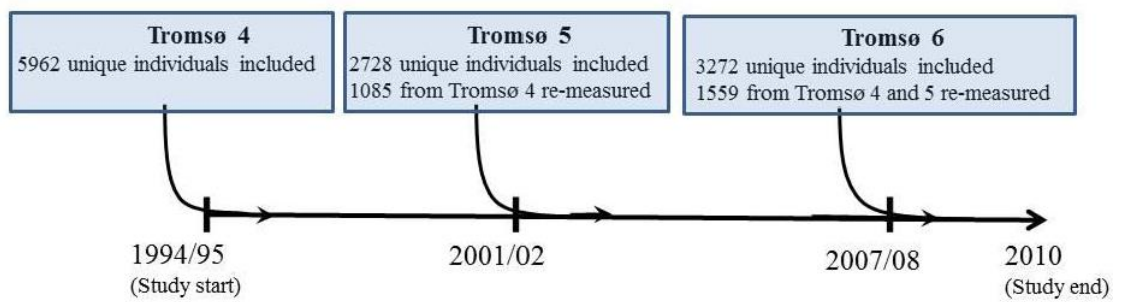 Tromsø 4
5962 unique individuals included
Tromsø 5
2728 unique individuals included
1085 from Tromsø 4 re-measured
Tromsø 6
3272 unique individuals included
1559 from Tromsø 4 and 5 re-measured
1994/95
(Study start)
2001/02
2007/08
2010
(Study end)